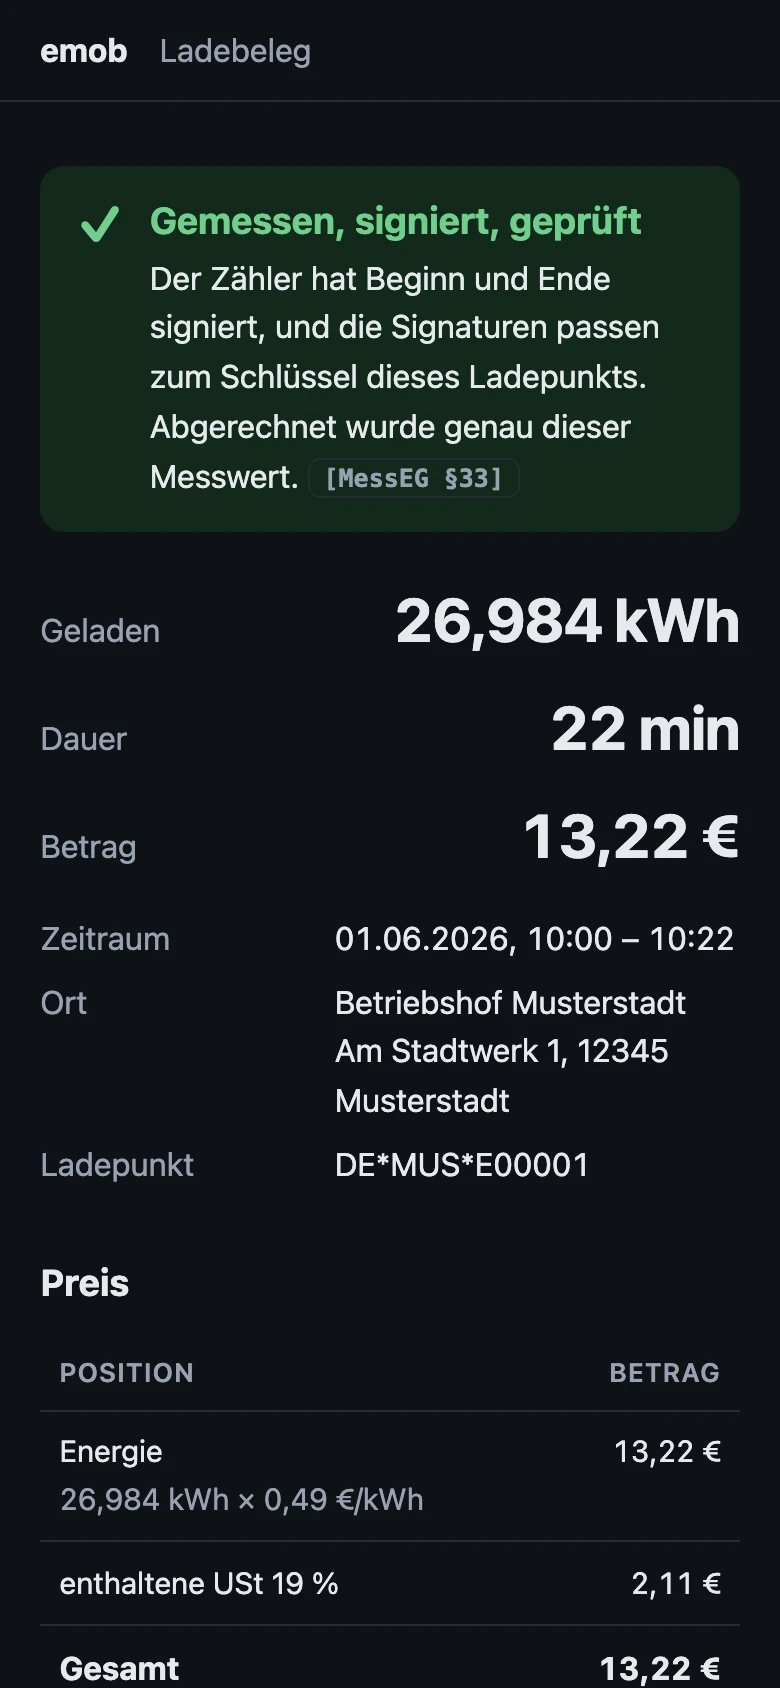 emob Ladebeleg
Gemessen, signiert, geprüft
Der Zähler hat Beginn und Ende
signiert, und die Signaturen passen
zum Schlüssel dieses Ladepunkts.
Abgerechnet wurde genau dieser
Messwert. [MessEG §33]
Geladen 26,984 kWh
Dauer 22 min
Betrag 13,22 €
Zeitraum 01.06.2026, 10:00 – 10:22
Ort Betriebshof Musterstadt
Am Stadtwerk 1, 12345
Musterstadt
Ladepunkt DE*MUS*E00001
Preis
POSITION BETRAG
Energie 13,22 €
26,984 kWh × 0,49 €/kWh
enthaltene USt 19 % 2,11 €
Gesamt 13,22 €